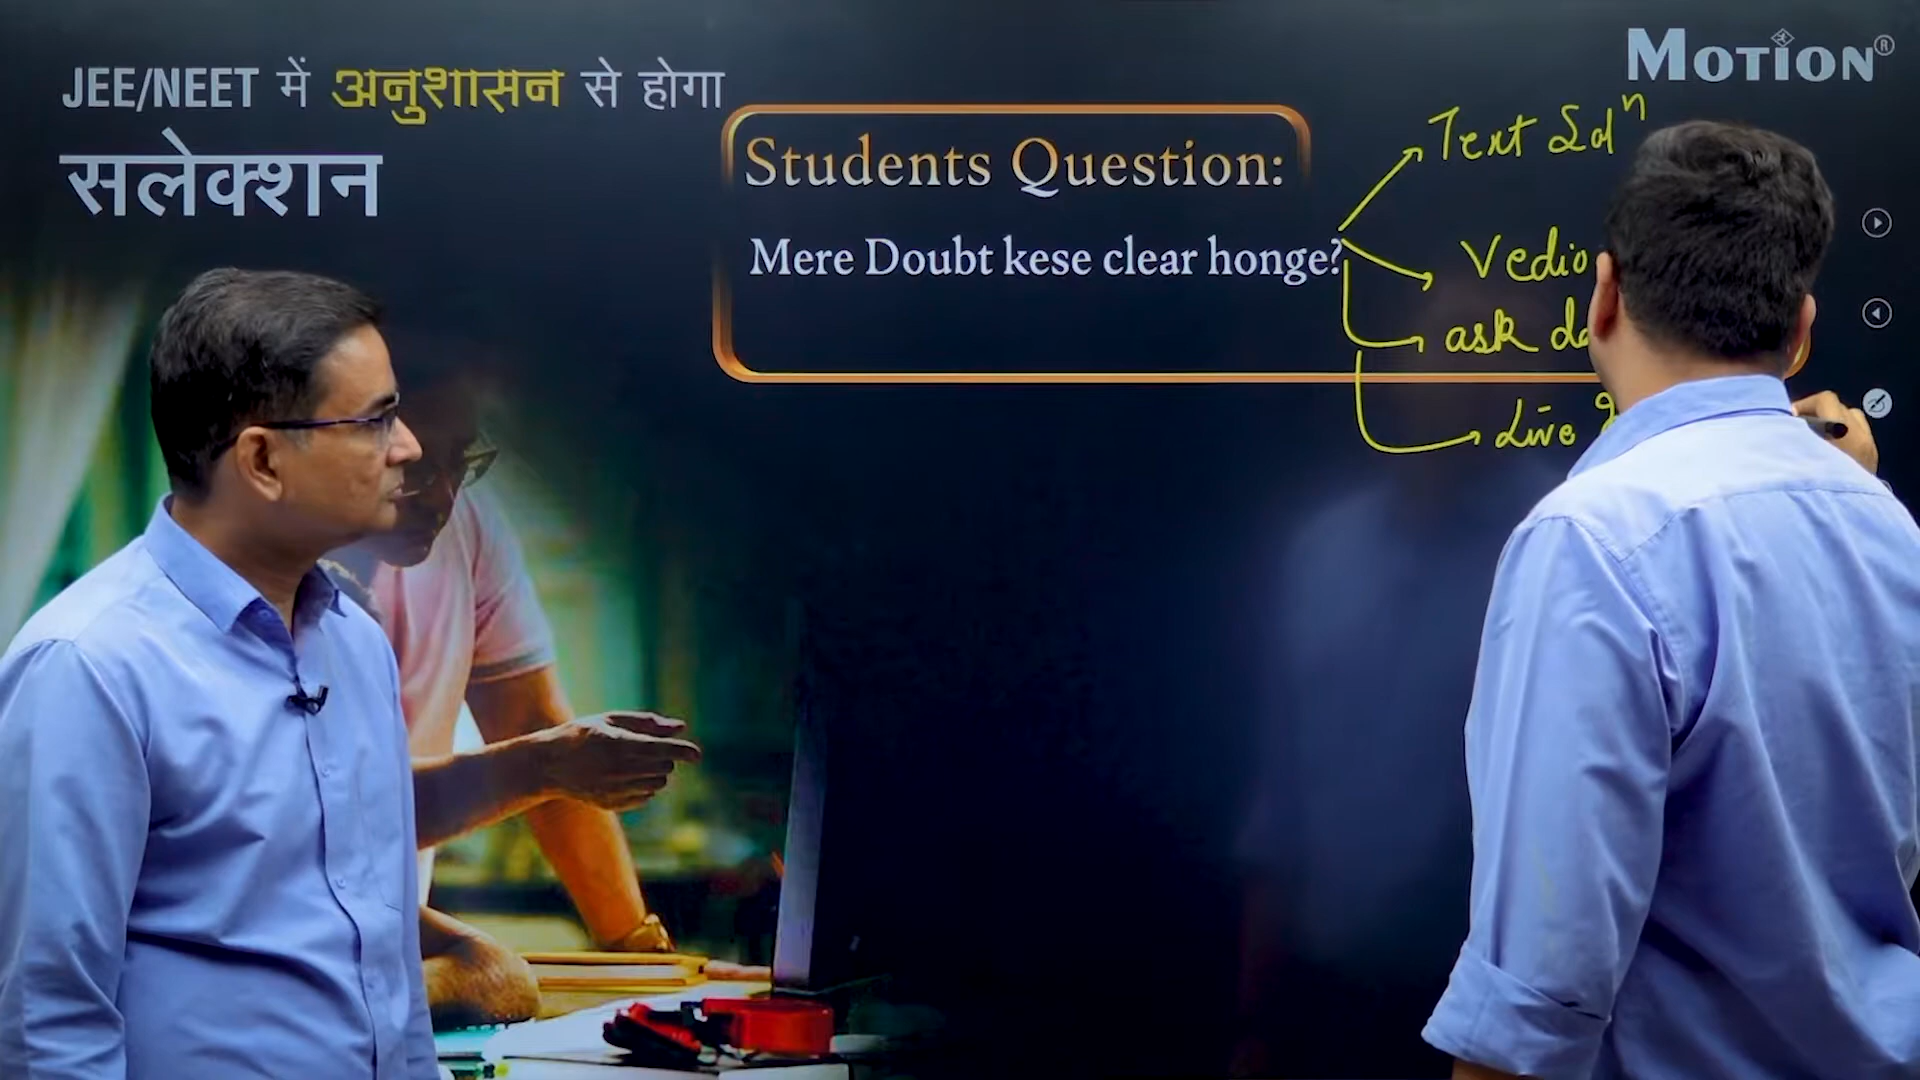 MOTION®
JEE/NEET में अनुशासन से होगा
सलेक्शन
Students Question:
Mere Doubt kese clear honge?
Text Solⁿ
Vedio
ask
Live